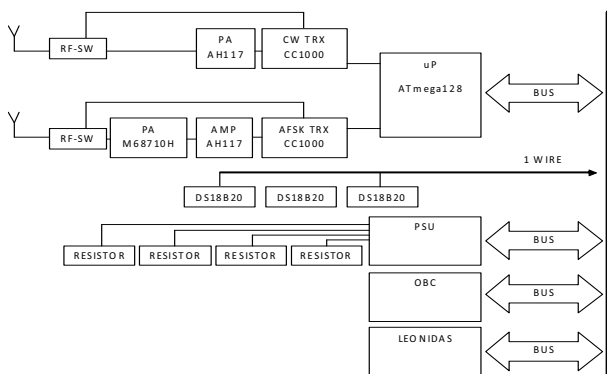 PA
AH117
CW TRX
CC1000
RF-SW
uP
ATmega128
BUS
RF-SW
PA
M68710H
AMP
AH117
AFSK TRX
CC1000
1 WIRE
DS18B20
DS18B20
DS18B20
PSU
BUS
RESISTOR
RESISTOR
RESISTOR
RESISTOR
OBC
BUS
LEONIDAS
BUS